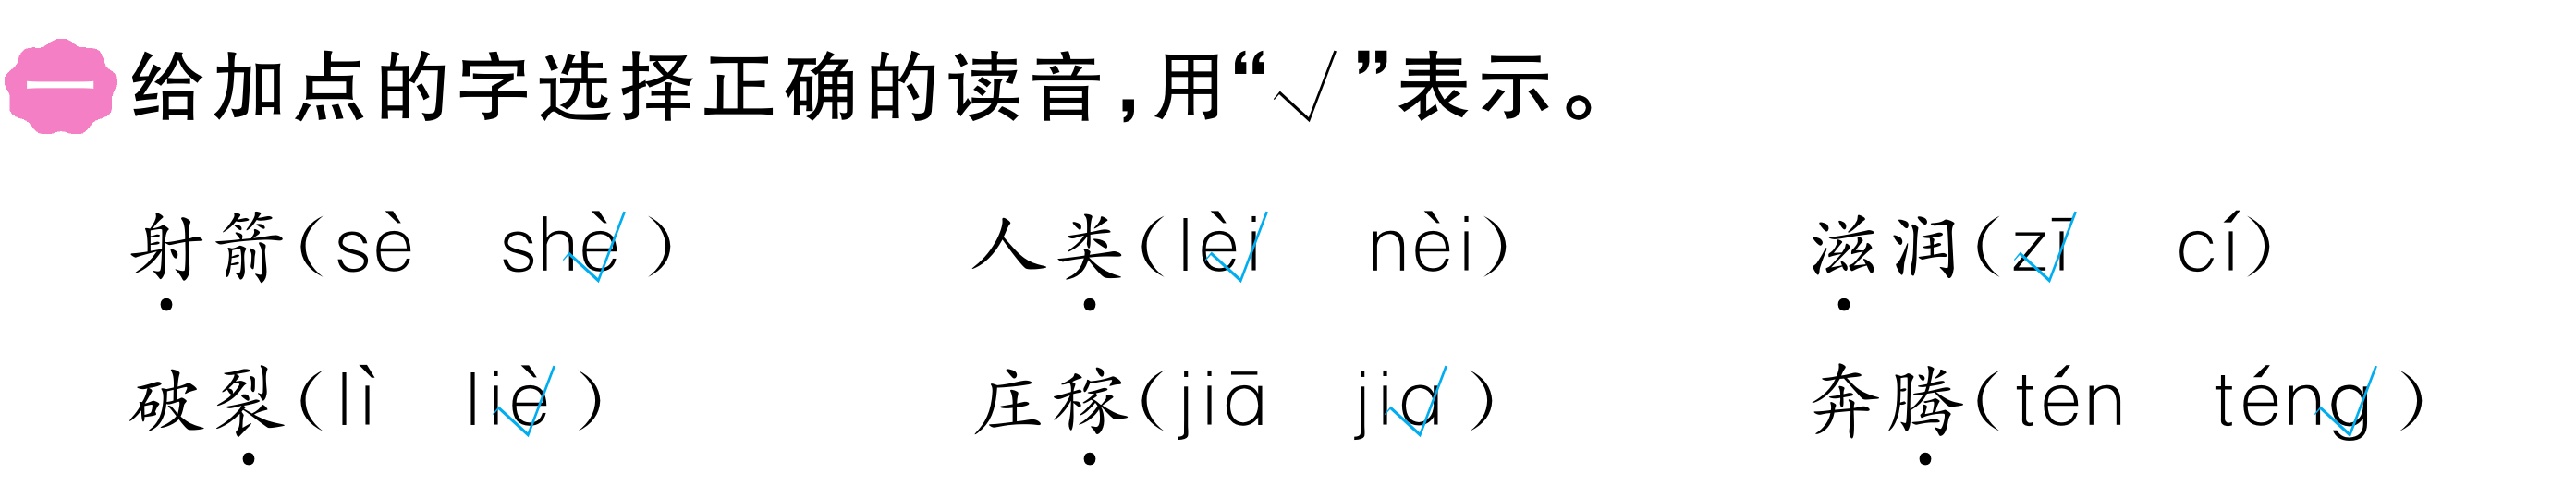 一 给加点的字选择正确的读音，用“√”表示。
射箭（sè shè√） 人类（lèi√ nèi） 滋润（zī√ cí）
破裂（lì liè√） 庄稼（jiā jia√） 奔腾（tén téng√）